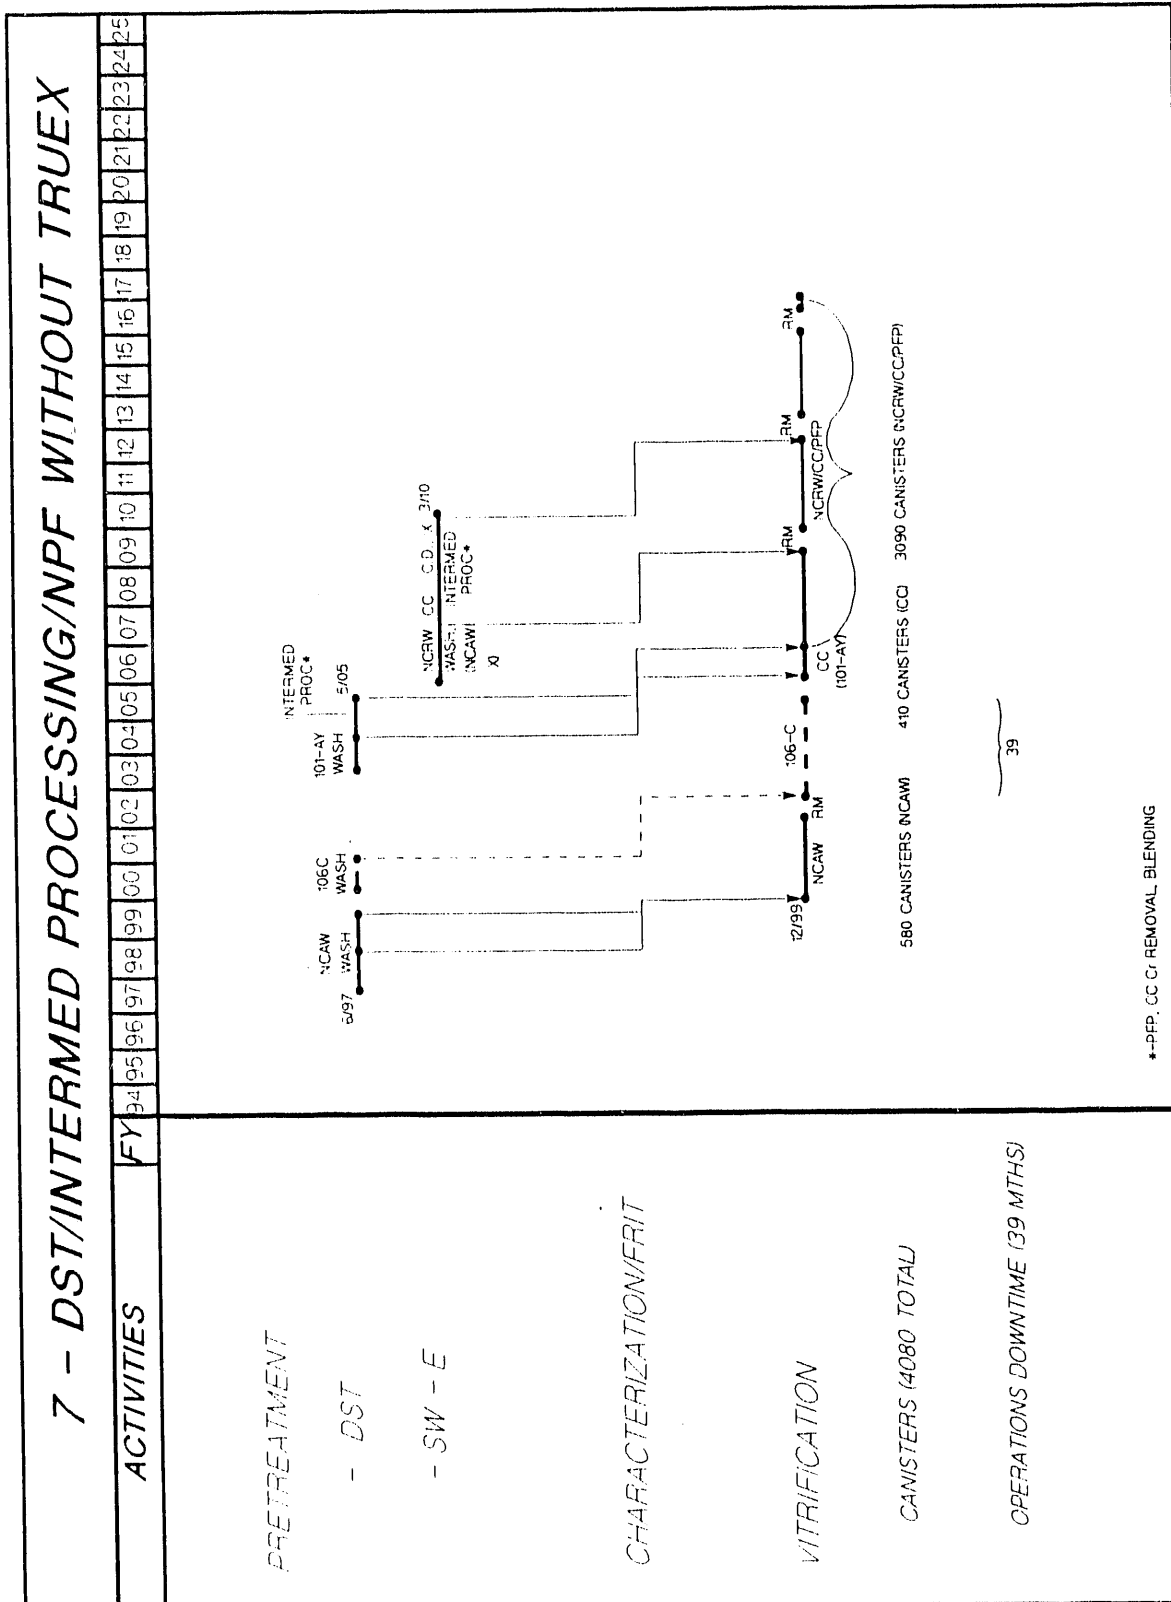 7 - DST/INTERMED PROCESSING/NPF WITHOUT TRUEX
ACTIVITIES FY 94 95 96 97 98 99 00 01 02 03 04 05 06 07 08 09 10 11 12 13 14 15 16 17 18 19 20 21 22 23 24 25
PRETREATMENT
- DST
6/97
NCAW
WASH
106C
WASH
101-AY
WASH
INTERMED
PROC*
5/05
- SW - E
NCRW CC C.D. X 3/10
WASH. INTERMED
(NCAW) PROC*
X)
CHARACTERIZATION/FRIT
VITRIFICATION
12/99
NCAW
RM
106-C
CC
(101-AY)
RM
NCRW/CC/PFP
RM
RM
CANISTERS (4080 TOTAL)
580 CANISTERS (NCAW) 410 CANISTERS (CC) 3090 CANISTERS (NCRW/CC/PFP)
OPERATIONS DOWNTIME (39 MTHS)
39
*-PFP, CC Cr REMOVAL, BLENDING